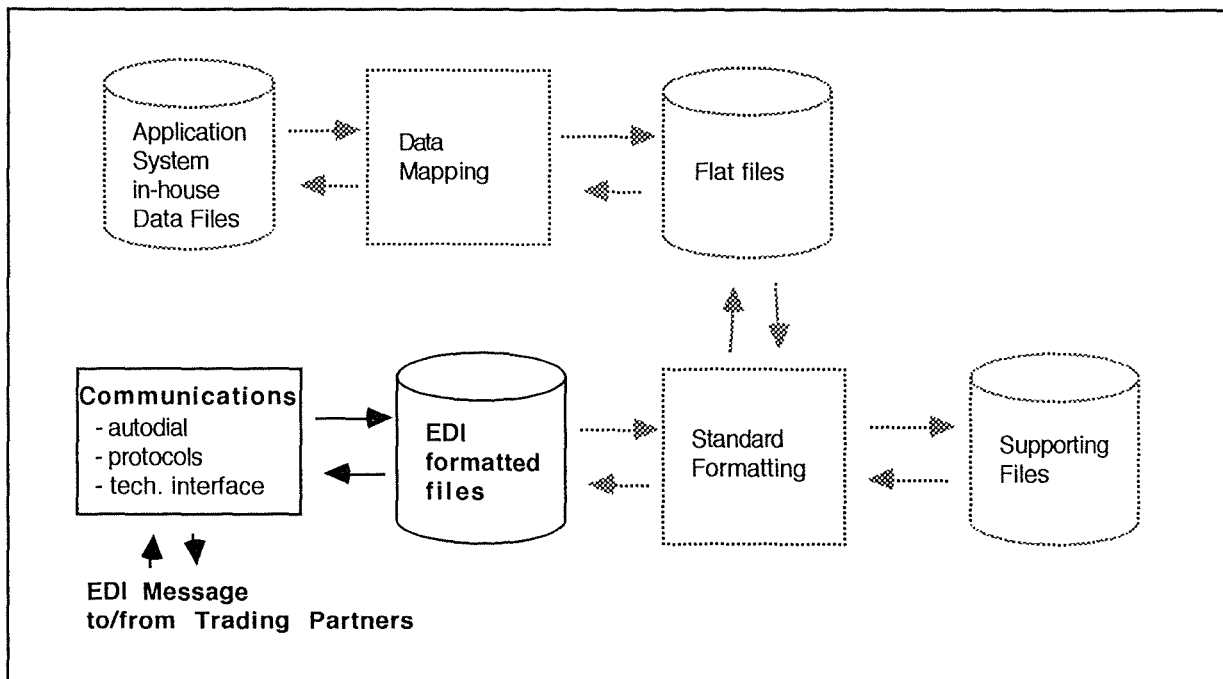 Application
System
in-house
Data Files
Data
Mapping
Flat files
Communications
- autodial
- protocols
- tech. interface
EDI
formatted
files
Standard
Formatting
Supporting
Files
EDI Message
to/from Trading Partners